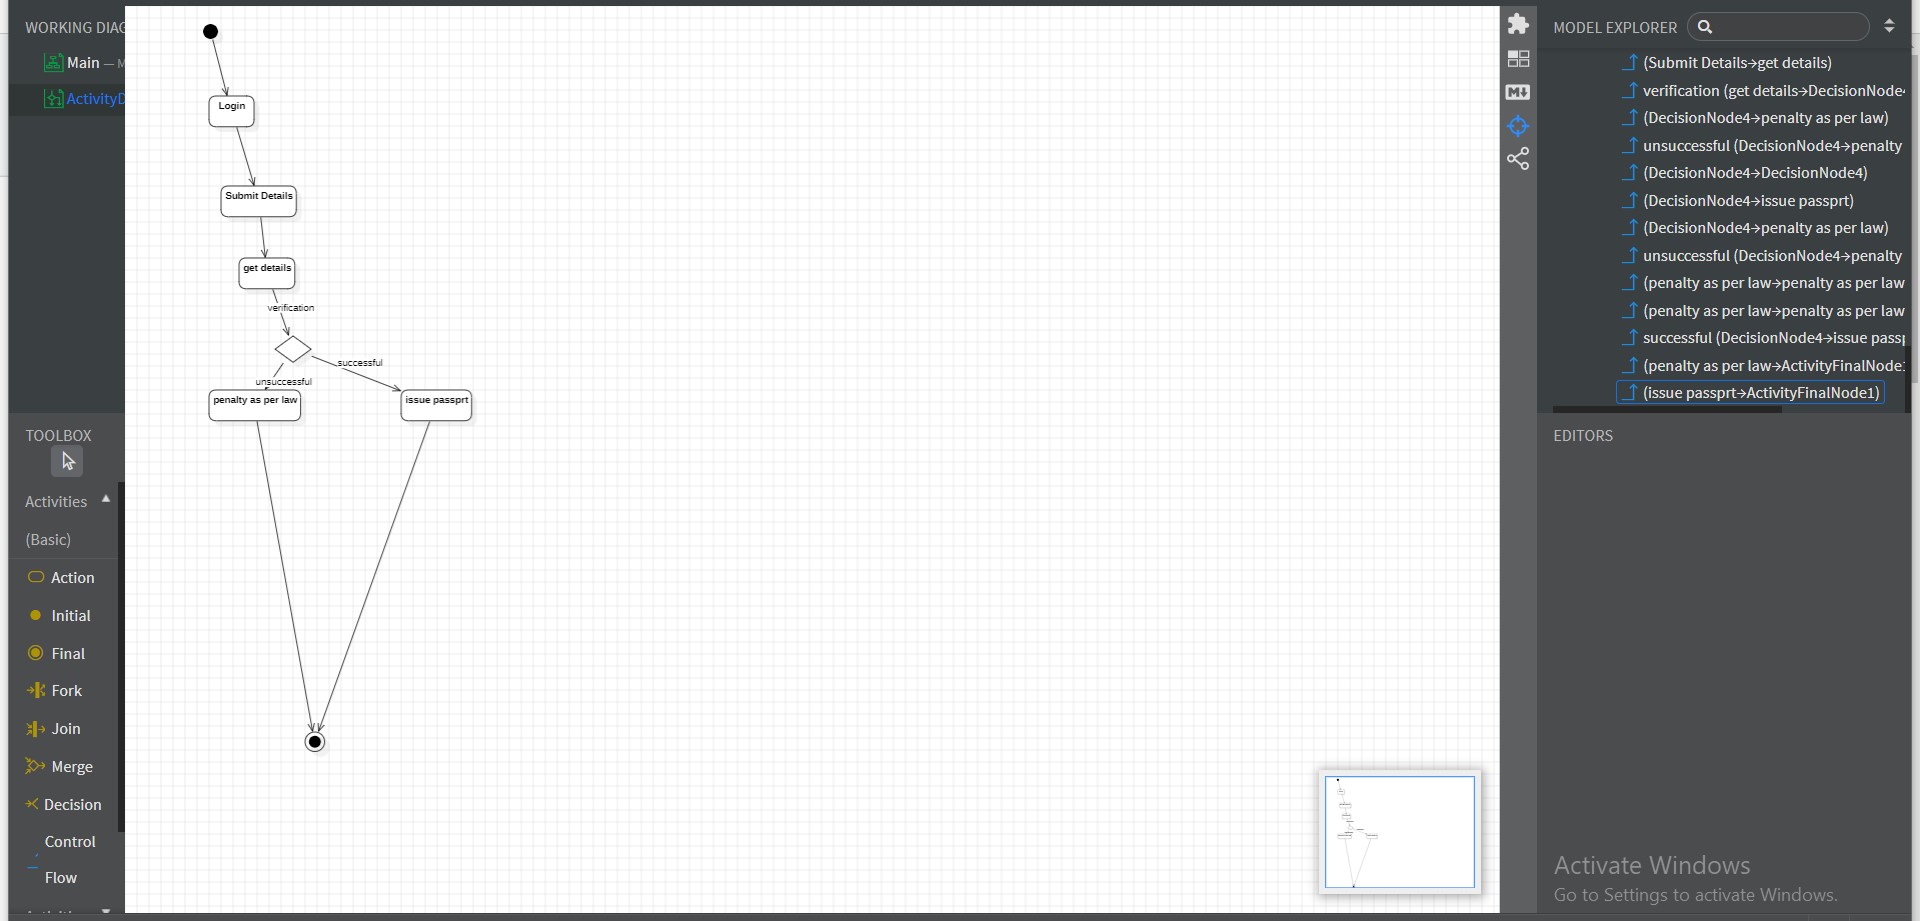 WORKING DIAG
Main — M
ActivityD
TOOLBOX
Activities
(Basic)
Action
Initial
Final
Fork
Join
Merge
Decision
Control
Flow
Login
Submit Details
get details
verification
successful
unsuccessful
penalty as per law
issue passprt
M
MODEL EXPLORER
(Submit Details→get details)
verification (get details→DecisionNode4
(DecisionNode4→penalty as per law)
unsuccessful (DecisionNode4→penalty
(DecisionNode4→DecisionNode4)
(DecisionNode4→issue passprt)
(DecisionNode4→penalty as per law)
unsuccessful (DecisionNode4→penalty
(penalty as per law→penalty as per law
(penalty as per law→penalty as per law
successful (DecisionNode4→issue passp
(penalty as per law→ActivityFinalNode1
(issue passprt→ActivityFinalNode1)
EDITORS
Activate Windows
Go to Settings to activate Windows.